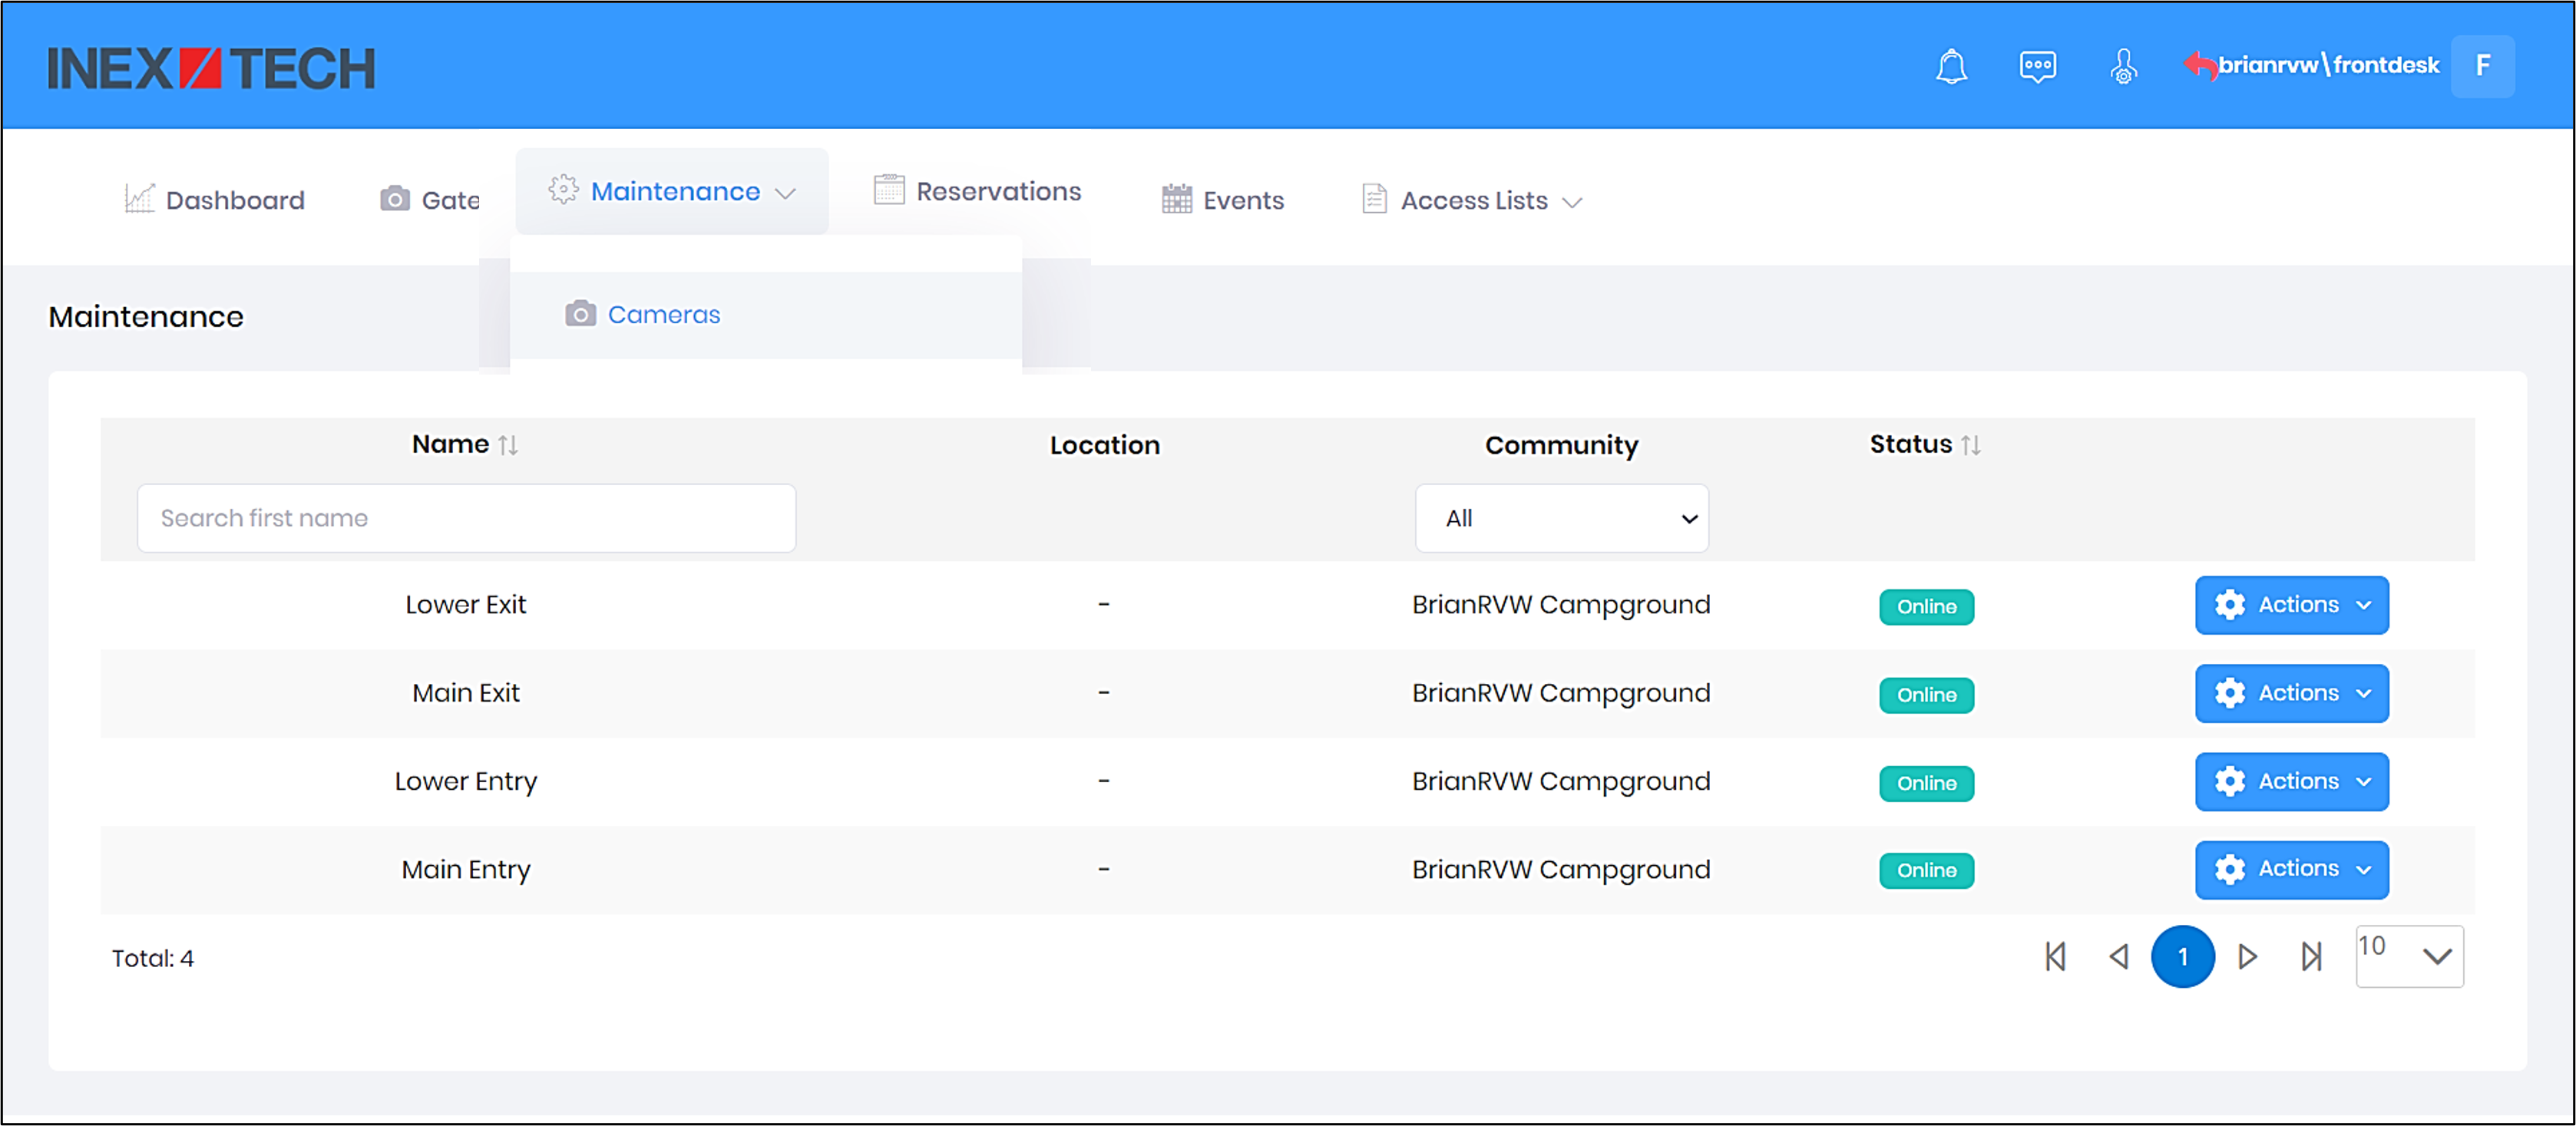 INEX TECH
brianrvw\frontdesk F
Dashboard Gate Maintenance Reservations Events Access Lists
Cameras
Maintenance
Name Location Community Status
Search first name All
Lower Exit - BrianRVW Campground Online Actions
Main Exit - BrianRVW Campground Online Actions
Lower Entry - BrianRVW Campground Online Actions
Main Entry - BrianRVW Campground Online Actions
Total: 4 1 10